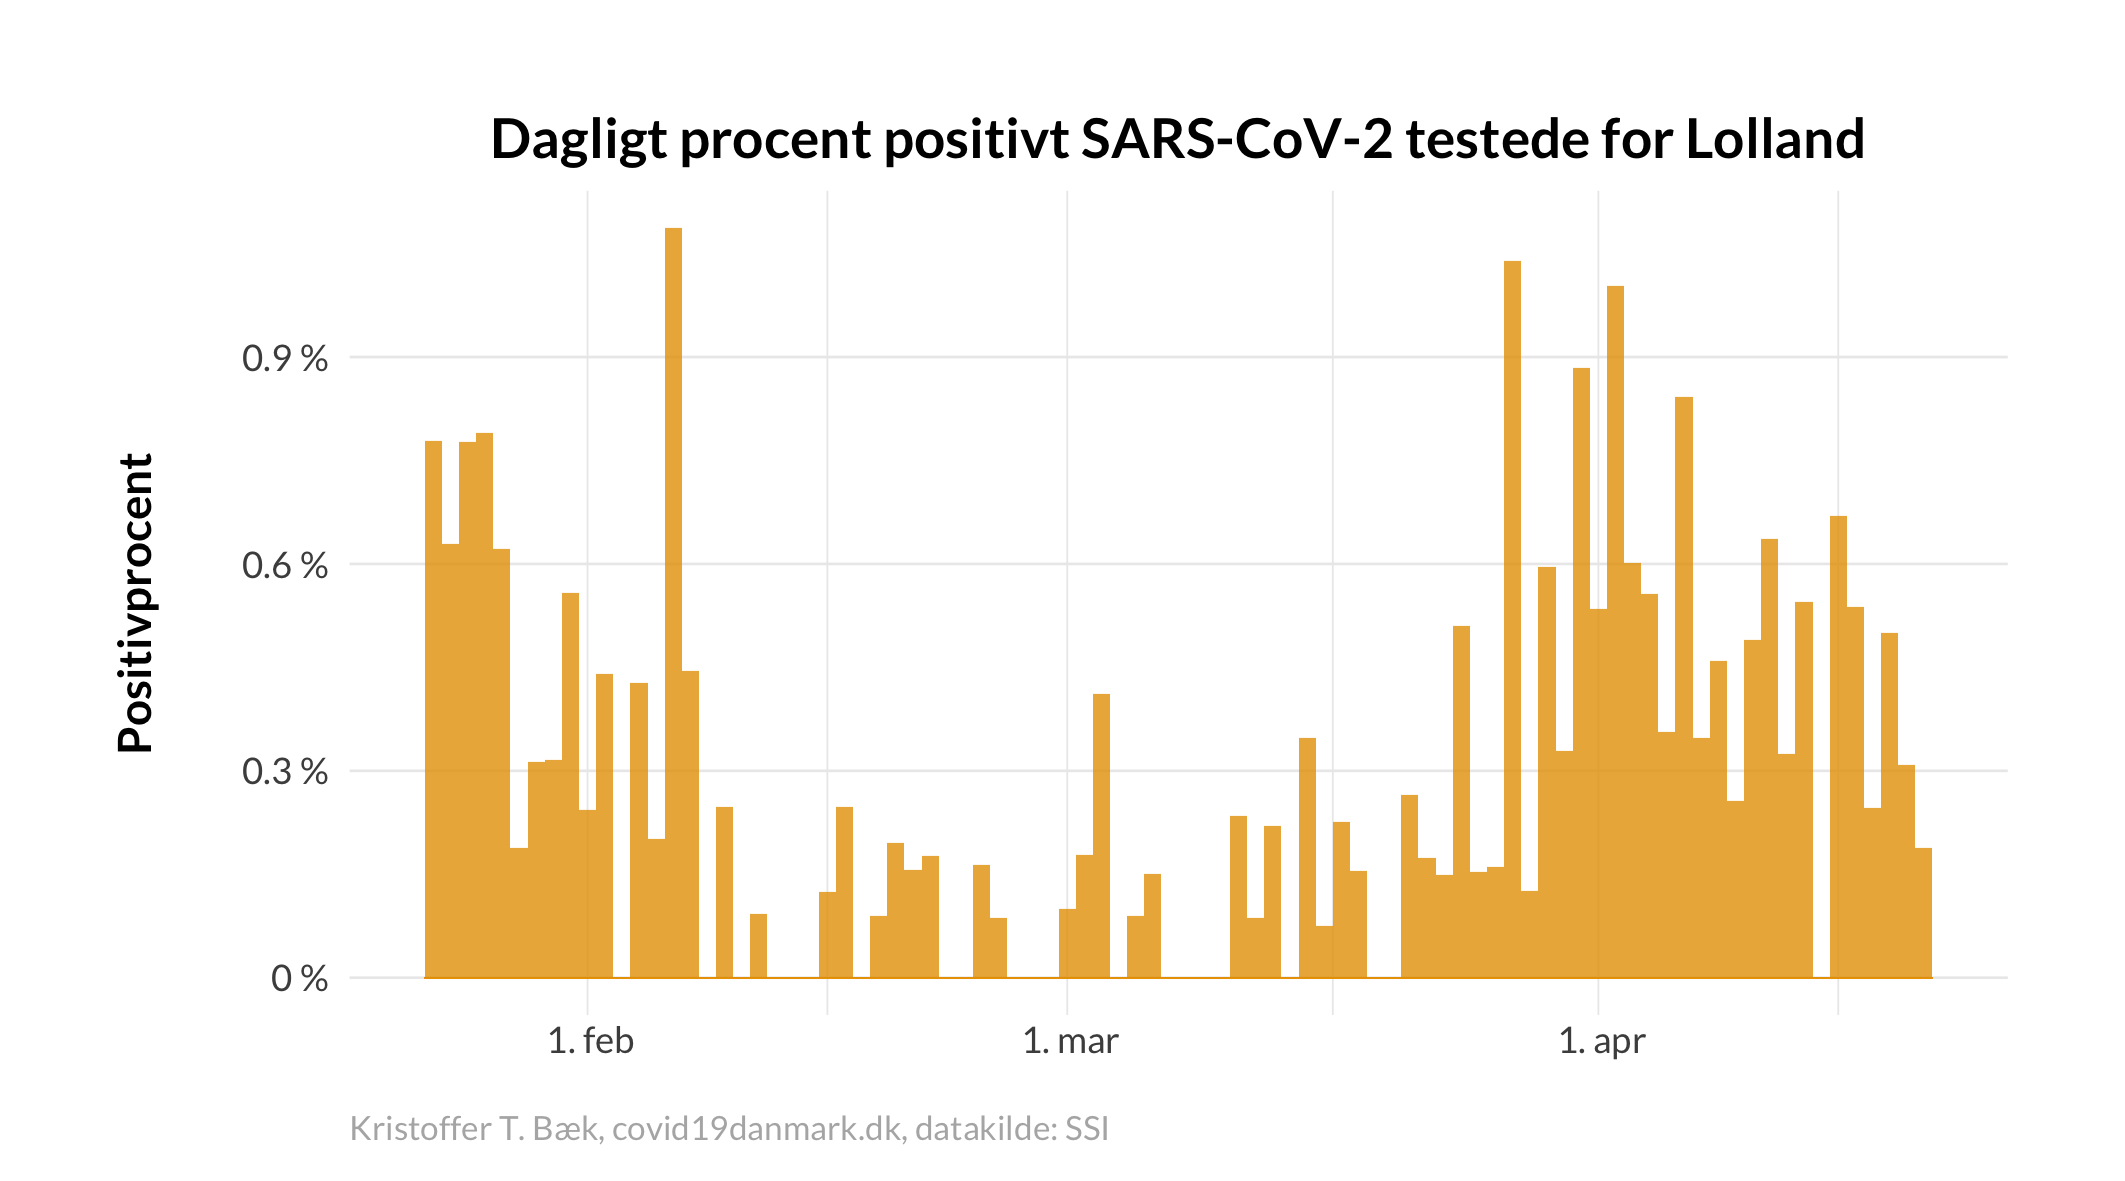 Dagligt procent positivt SARS-CoV-2 testede for Lolland
Positivprocent
0.9 %
0.6 %
0.3 %
0 %
1. feb
1. mar
1. apr
Kristoffer T. Bæk, covid19danmark.dk, datakilde: SSI